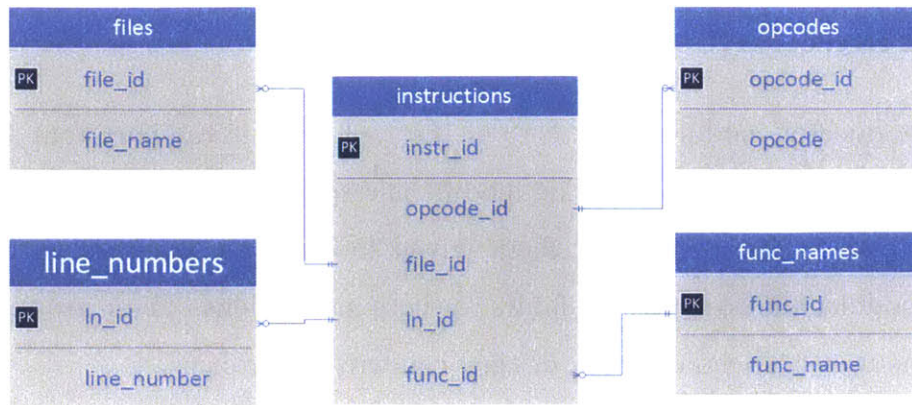 files
PK file_id
file_name
line_numbers
PK ln_id
line_number
instructions
PK instr_id
opcode_id
file_id
ln_id
func_id
opcodes
PK opcode_id
opcode
func_names
PK func_id
func_name